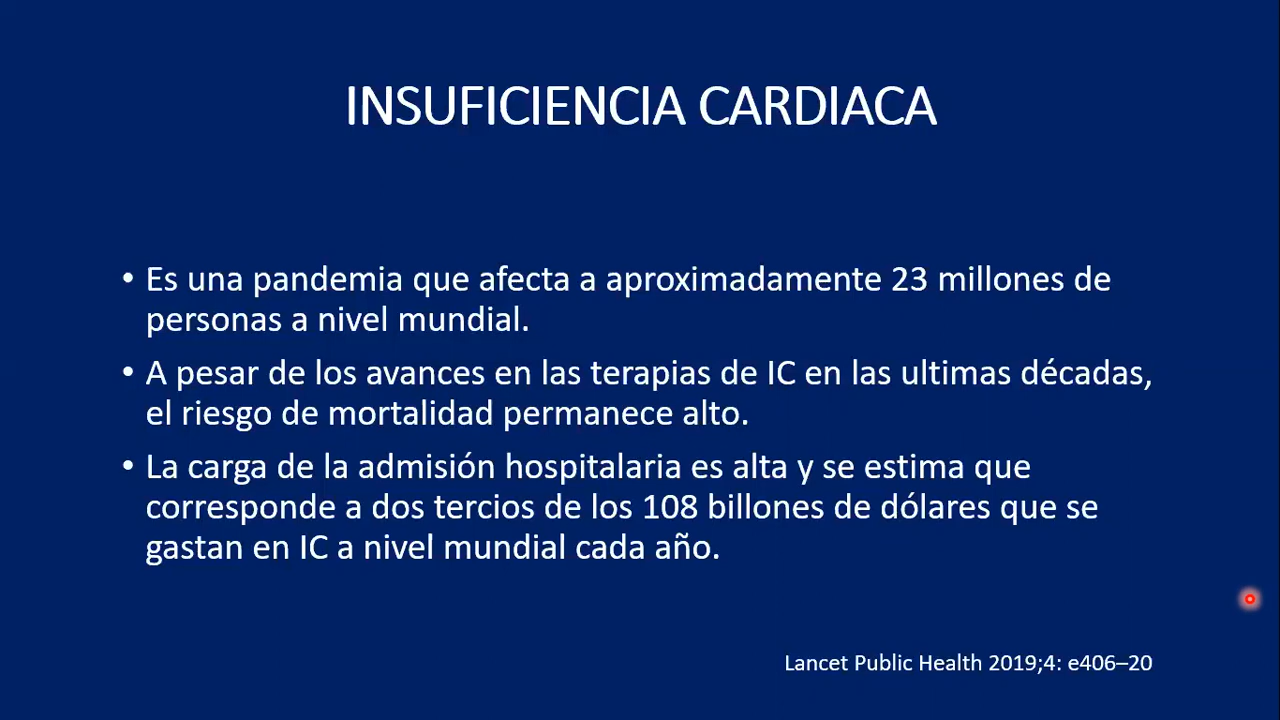 INSUFICIENCIA CARDIACA
• Es una pandemia que afecta a aproximadamente 23 millones de
personas a nivel mundial.
• A pesar de los avances en las terapias de IC en las ultimas décadas,
el riesgo de mortalidad permanece alto.
• La carga de la admisión hospitalaria es alta y se estima que
corresponde a dos tercios de los 108 billones de dólares que se
gastan en IC a nivel mundial cada año.
Lancet Public Health 2019;4: e406–20